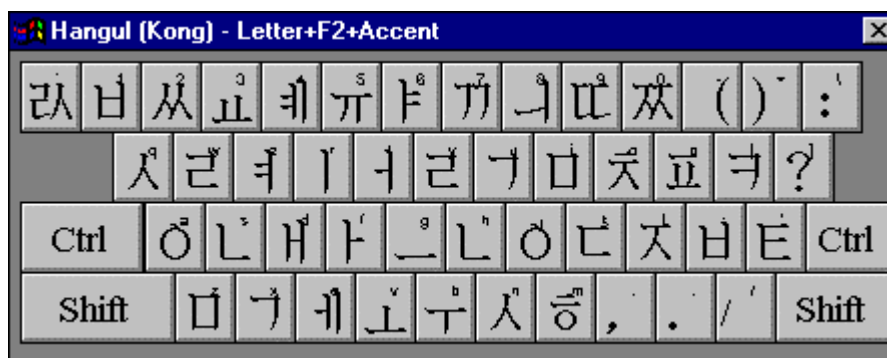 Hangul (Kong) - Letter+F2+Accent
ㄽ ㅂ ㅆ ㅛ ㅖ ㅠ ㅑ ㄲ ㅢ ㄸ ㅉ ( ) :
ㅅ ㄹ ㅕ ㅣ ㅓ ㄹ ㄱ ㅁ ㅊ ㅍ ㅋ ?
Ctrl ㅇ ㄴ ㅐ ㅏ ㅡ ㄴ ㅇ ㄷ ㅈ ㅂ ㅌ Ctrl
Shift ㅁ ㄱ ㅔ ㅗ ㅜ ㅅ ㅎ , . / Shift